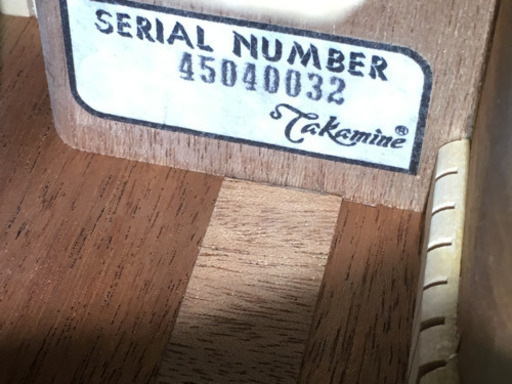 SERIAL NUMBER
45040032
Takamine®